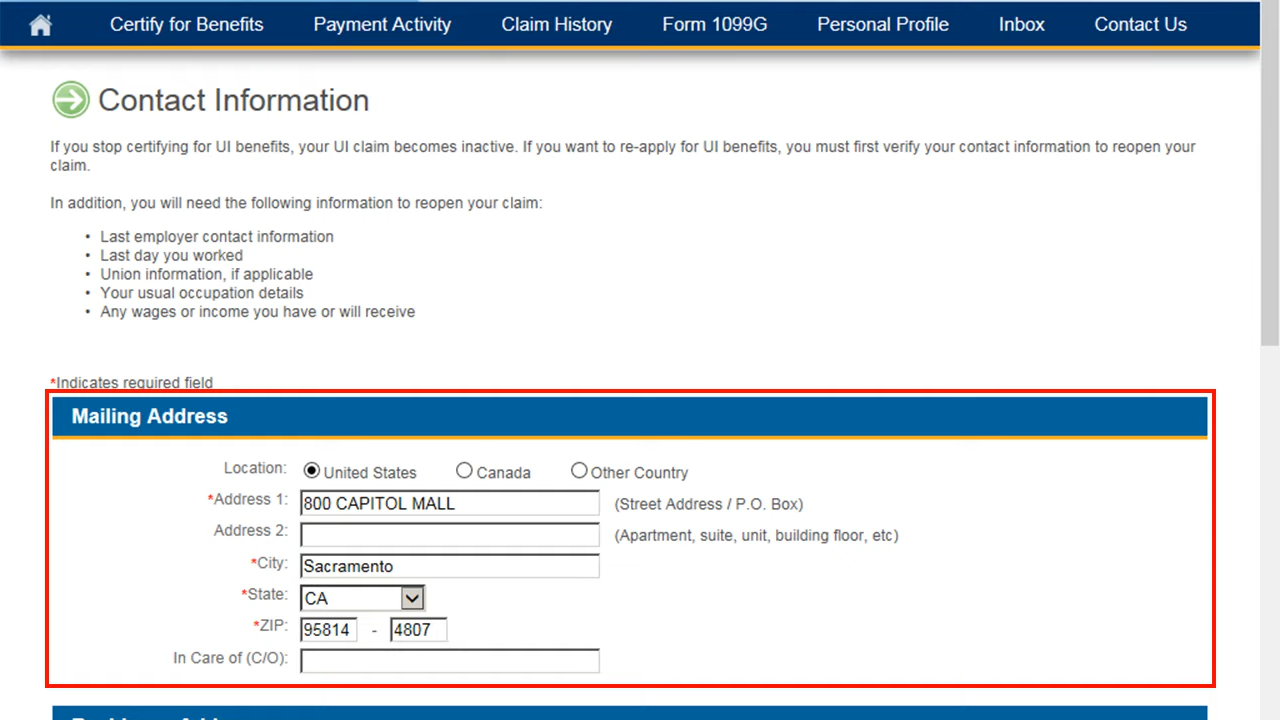 Certify for Benefits Payment Activity Claim History Form 1099G Personal Profile Inbox Contact Us
Contact Information
If you stop certifying for UI benefits, your UI claim becomes inactive. If you want to re-apply for UI benefits, you must first verify your contact information to reopen your
claim.
In addition, you will need the following information to reopen your claim:
• Last employer contact information
• Last day you worked
• Union information, if applicable
• Your usual occupation details
• Any wages or income you have or will receive
*Indicates required field
Mailing Address
Location: United States Canada Other Country
*Address 1: 800 CAPITOL MALL (Street Address / P.O. Box)
Address 2: (Apartment, suite, unit, building floor, etc)
*City: Sacramento
*State: CA
*ZIP: 95814 - 4807
In Care of (C/O):